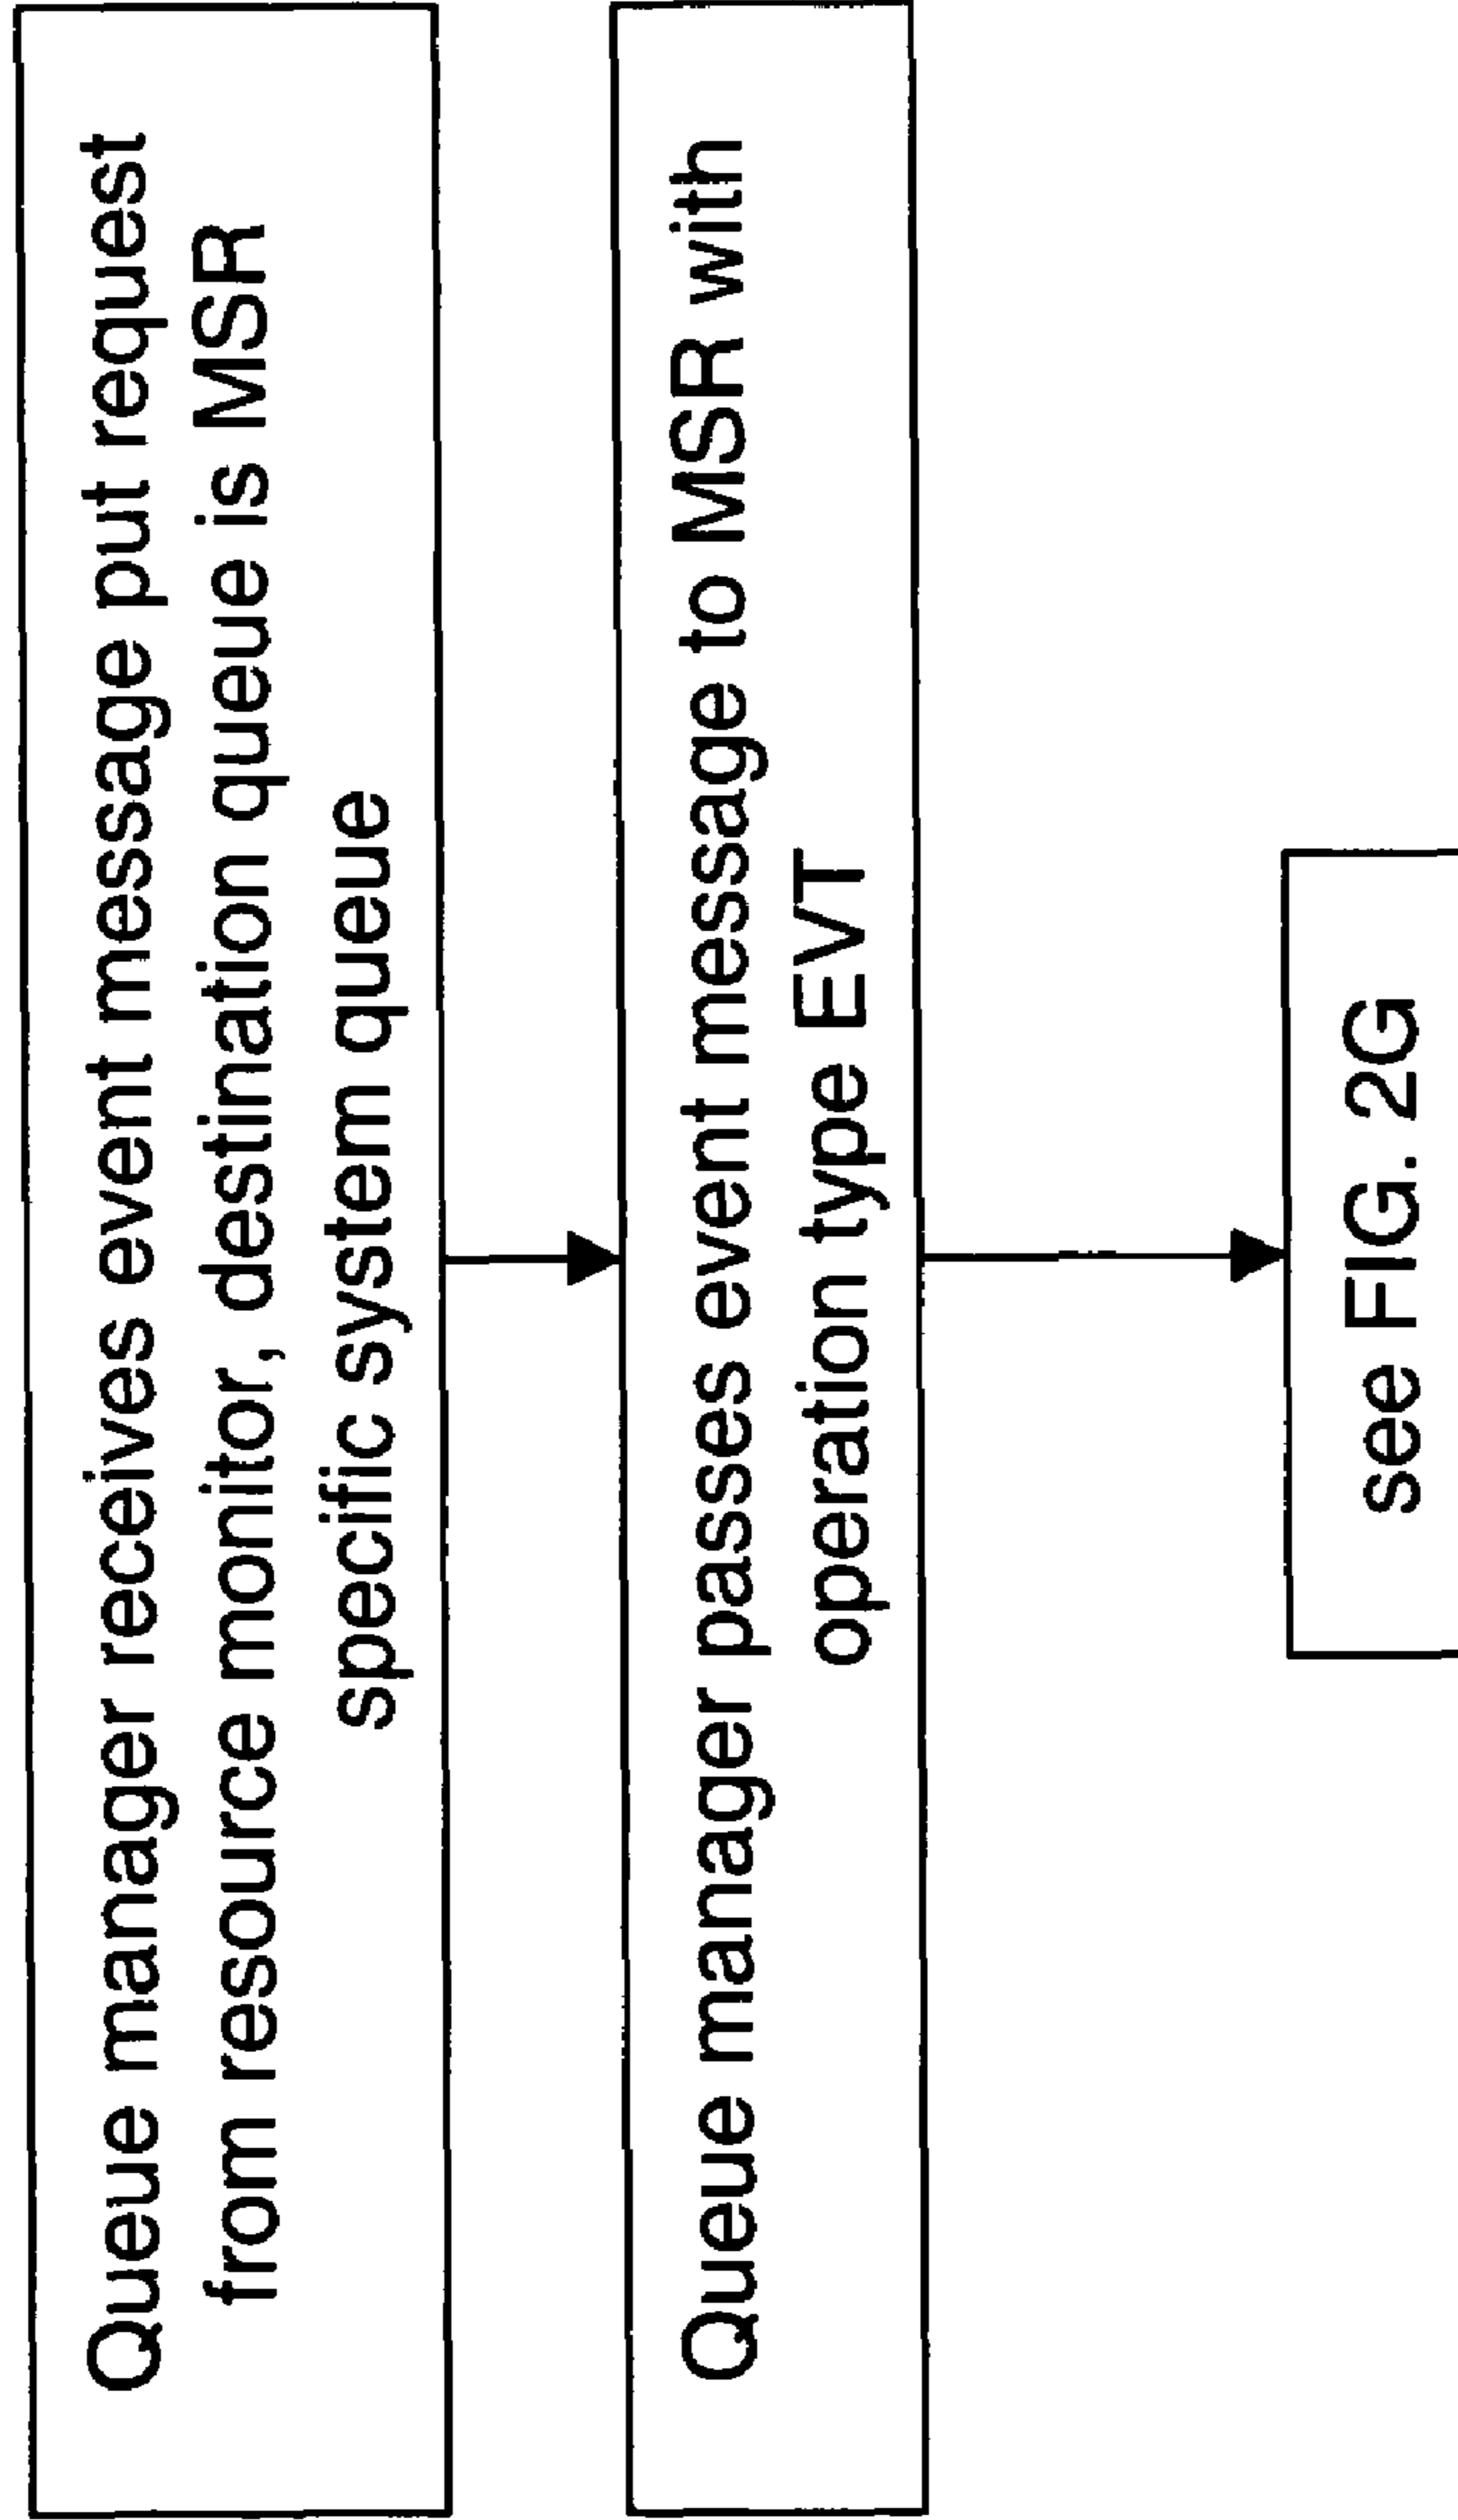 Queue manager receives event message put request
from resource monitor, destination queue is MSR
specific system queue
Queue manager passes event message to MSR with
operation type EVT
see FIG. 2G